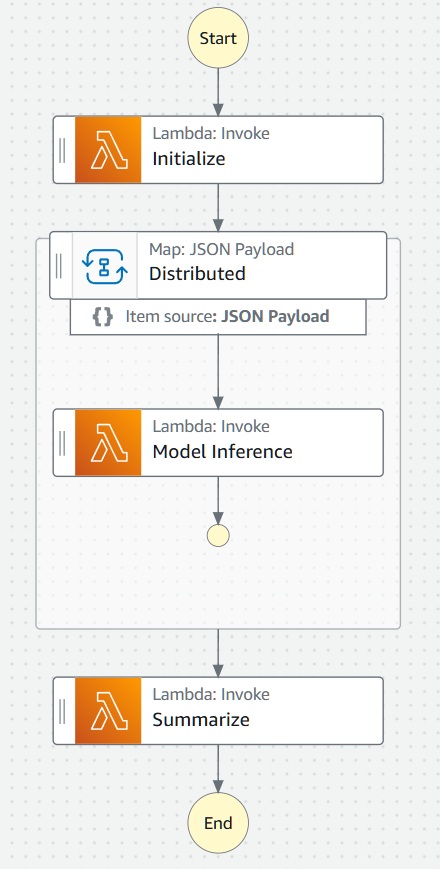 Start
Lambda: Invoke
Initialize
Map: JSON Payload
Distributed
{} Item source: JSON Payload
Lambda: Invoke
Model Inference
Lambda: Invoke
Summarize
End